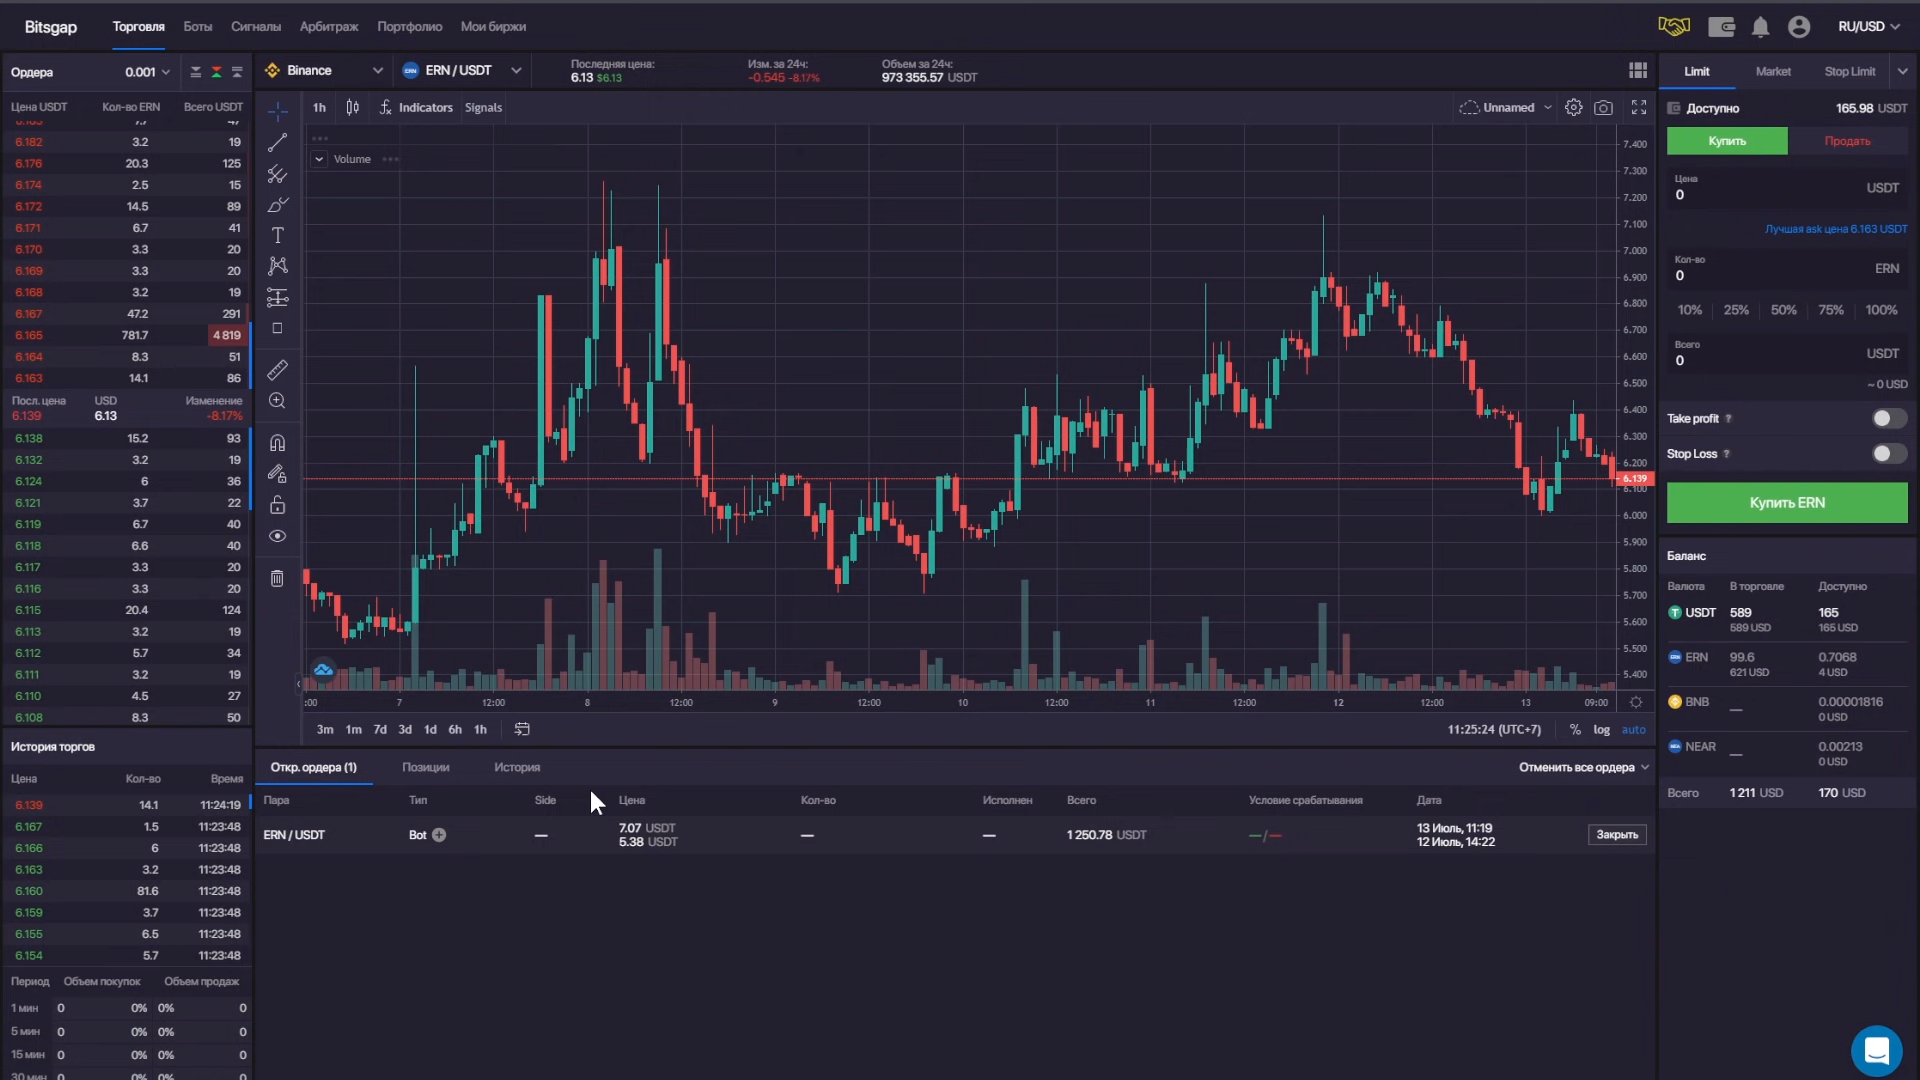 Bitsgap Торговля Боты Сигналы Арбитраж Портфолио Мои биржи RU/USD
Ордера 0.001
Цена USDT Кол-во ERN Всего USDT
6.182 3.2 19
6.176 20.3 125
6.174 2.5 15
6.172 14.5 89
6.171 6.7 41
6.170 3.3 20
6.169 3.3 20
6.168 3.2 19
6.167 47.2 291
6.165 781.7 4 819
6.164 8.3 51
6.163 14.1 86
Посл. цена USD Изменение
6.139 6.13 -8.17%
6.138 15.2 93
6.132 3.2 19
6.124 6 36
6.121 3.7 22
6.119 6.7 40
6.118 6.6 40
6.117 3.3 20
6.116 3.3 20
6.115 20.4 124
6.113 3.2 19
6.112 5.7 34
6.111 3.2 19
6.110 4.5 27
6.108 8.3 50
История торгов
Цена Кол-во Время
6.139 14.1 11:24:19
6.167 1.5 11:23:48
6.166 6 11:23:48
6.163 3.2 11:23:48
6.160 81.6 11:23:48
6.159 3.7 11:23:48
6.155 6.5 11:23:48
6.154 5.7 11:23:48
Период Объем покупок Объем продаж
1 мин 0 0% 0% 0
5 мин 0 0% 0% 0
15 мин 0 0% 0% 0
30 мин 0 0% 0% 0
Binance ERN / USDT
Последняя цена:
6.13 $6.13
Изм. за 24ч:
-0.545 -8.17%
Объем за 24ч:
973 355.57 USDT
1h Indicators Signals Unnamed
Volume
7.400
7.300
7.200
7.100
7.000
6.900
6.800
6.700
6.600
6.500
6.400
6.300
6.200
6.139
6.100
6.000
5.900
5.800
5.700
5.600
5.500
5.400
:00 7 12:00 8 12:00 9 12:00 10 12:00 11 12:00 12 12:00 13 09:00
3m 1m 7d 3d 1d 6h 1h 11:25:24 (UTC+7) % log auto
Откр. ордера (1) Позиции История Отменить все ордера
Пара Тип Side Цена Кол-во Исполнен Всего Условие срабатывания Дата
ERN / USDT Bot — 7.07 USDT — — 1 250.78 USDT —/— 13 Июль, 11:19 Закрыть
5.38 USDT 12 Июль, 14:22
Limit Market Stop Limit
Доступно 165.98 USDT
Купить Продать
Цена
0 USDT
Лучшая ask цена 6.163 USDT
Кол-во
0 ERN
10% 25% 50% 75% 100%
Всего
0 USDT
~ 0 USD
Take profit ?
Stop Loss ?
Купить ERN
Баланс
Валюта В торговле Доступно
USDT 589 165
589 USD 165 USD
ERN 99.6 0.7068
621 USD 4 USD
BNB — 0.00001816
0 USD
NEAR — 0.00213
0 USD
Всего 1 211 USD 170 USD